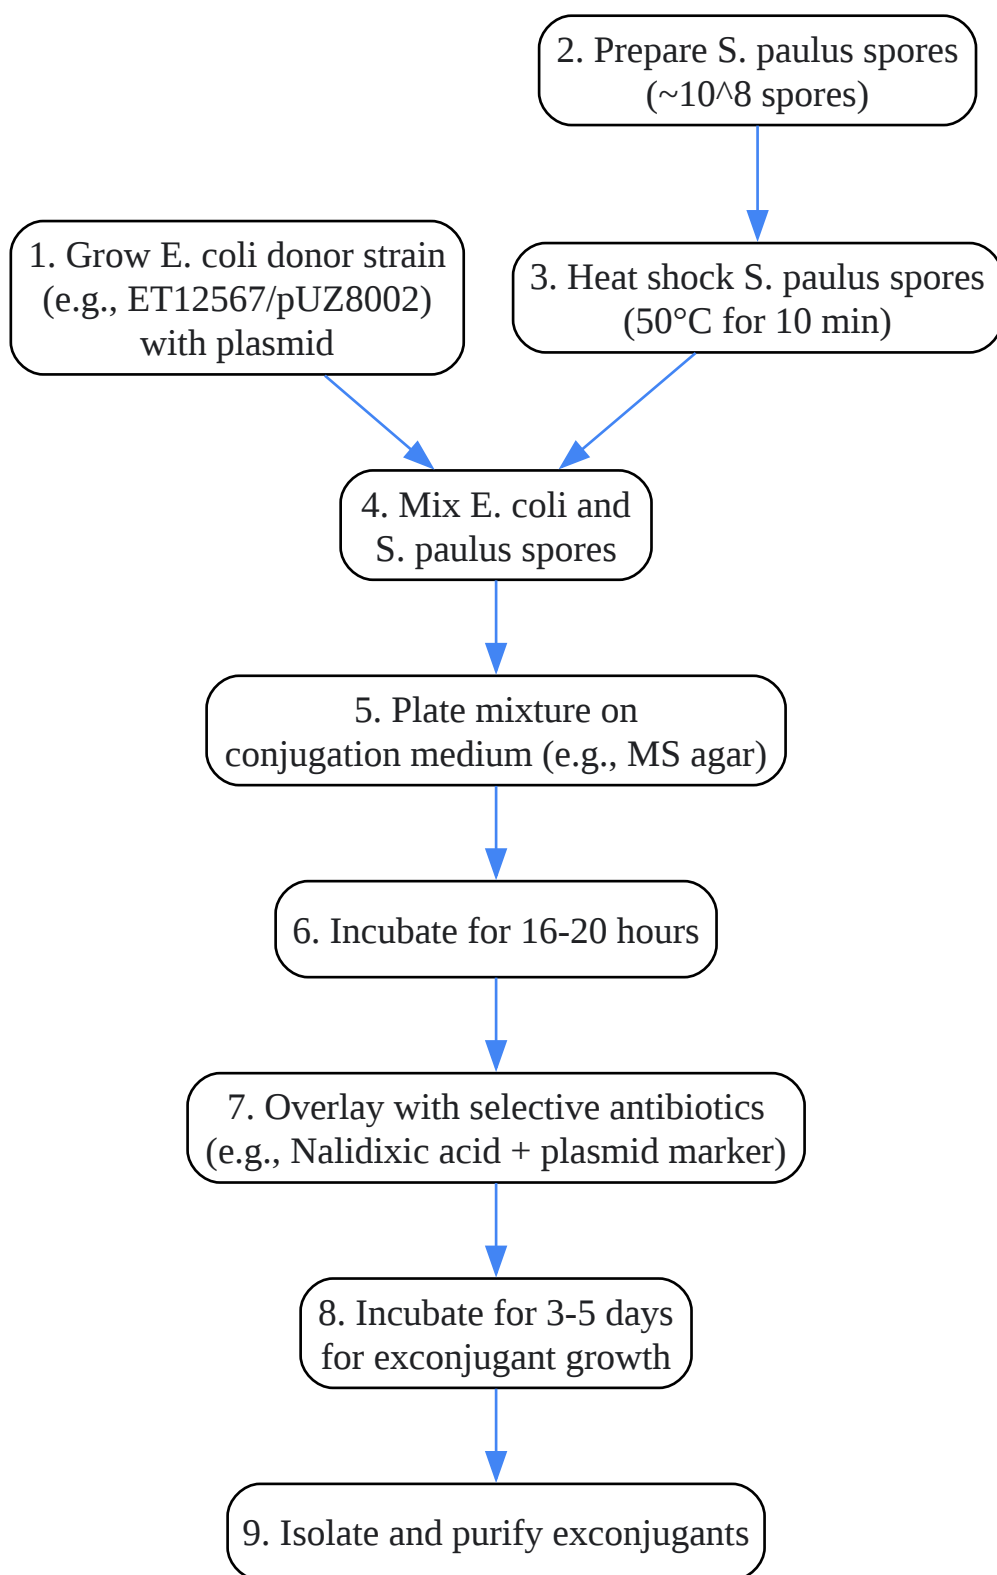 2. Prepare S. paulus spores
(~10^8 spores)
1. Grow E. coli donor strain
(e.g., ET12567/pUZ8002)
with plasmid
3. Heat shock S. paulus spores
(50°C for 10 min)
4. Mix E. coli and
S. paulus spores
5. Plate mixture on
conjugation medium (e.g., MS agar)
6. Incubate for 16-20 hours
7. Overlay with selective antibiotics
(e.g., Nalidixic acid + plasmid marker)
8. Incubate for 3-5 days
for exconjugant growth
9. Isolate and purify exconjugants